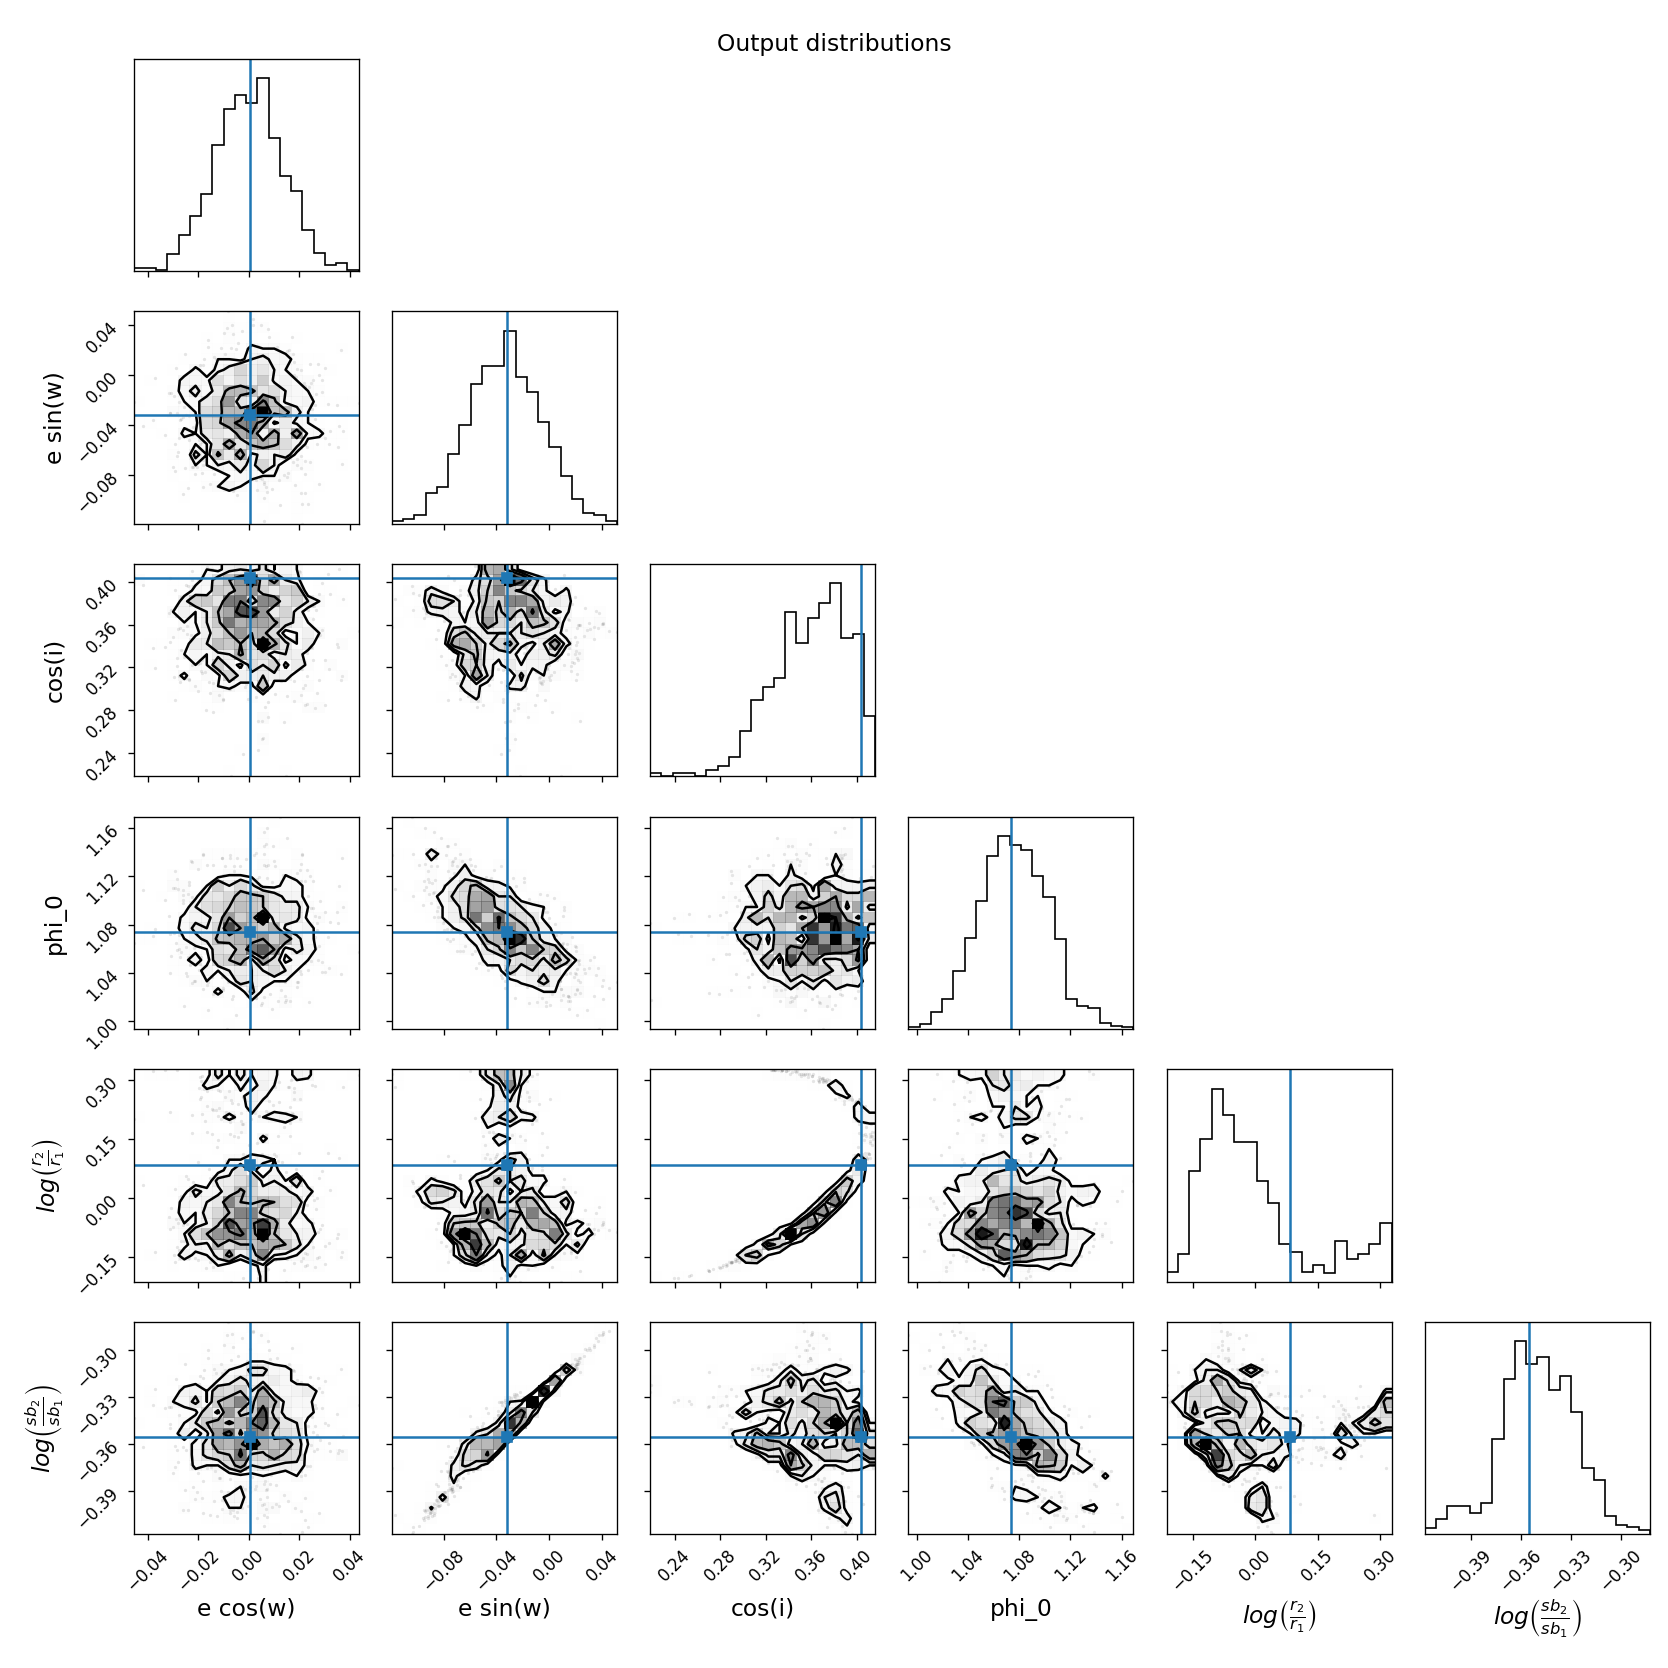 Output distributions
e sin(w)
0.04
0.00
−0.04
−0.08
cos(i)
0.40
0.36
0.32
0.28
0.24
phi_0
1.16
1.12
1.08
1.04
1.00
log(r2/r1)
0.30
0.15
0.00
−0.15
log(sb2/sb1)
−0.30
−0.33
−0.36
−0.39
−0.04 −0.02 0.00 0.02 0.04 −0.08 −0.04 0.00 0.04 0.24 0.28 0.32 0.36 0.40 1.00 1.04 1.08 1.12 1.16 −0.15 0.00 0.15 0.30 −0.39 −0.36 −0.33 −0.30
e cos(w) e sin(w) cos(i) phi_0 log(r2/r1) log(sb2/sb1)